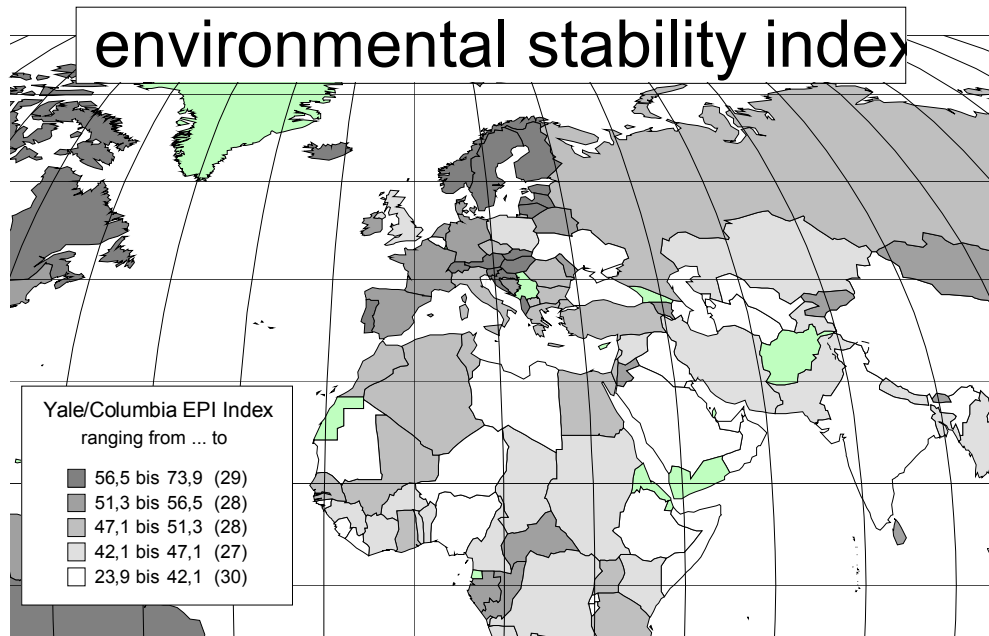 environmental stability index
Yale/Columbia EPI Index
ranging from ... to
56,5 bis 73,9 (29)
51,3 bis 56,5 (28)
47,1 bis 51,3 (28)
42,1 bis 47,1 (27)
23,9 bis 42,1 (30)